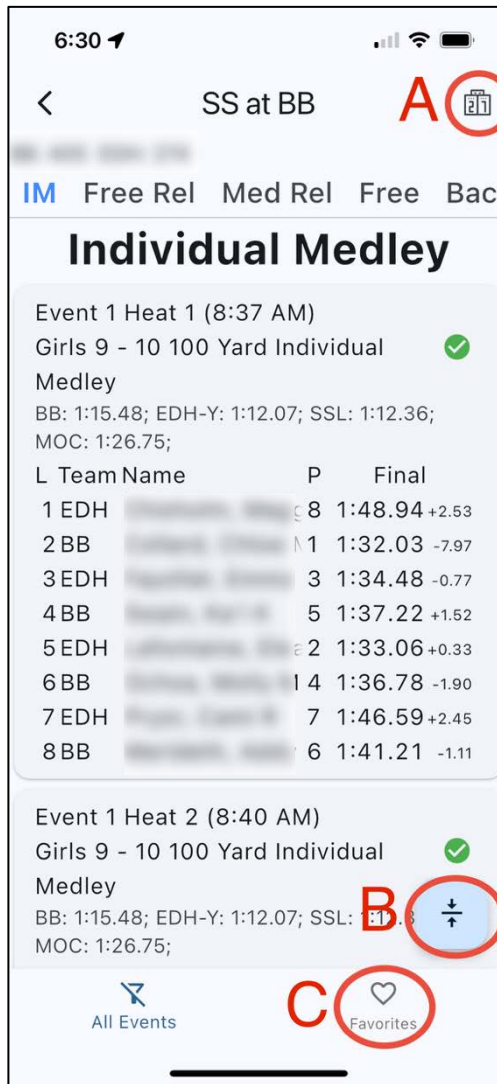 6:30
SS at BB
A
IM Free Rel Med Rel Free Bac
Individual Medley
Event 1 Heat 1 (8:37 AM)
Girls 9 - 10 100 Yard Individual
Medley
BB: 1:15.48; EDH-Y: 1:12.07; SSL: 1:12.36;
MOC: 1:26.75;
L Team Name P Final
1 EDH 8 1:48.94 +2.53
2 BB 1 1:32.03 -7.97
3 EDH 3 1:34.48 -0.77
4 BB 5 1:37.22 +1.52
5 EDH 2 1:33.06 +0.33
6 BB 4 1:36.78 -1.90
7 EDH 7 1:46.59 +2.45
8 BB 6 1:41.21 -1.11
Event 1 Heat 2 (8:40 AM)
Girls 9 - 10 100 Yard Individual
Medley
B
BB: 1:15.48; EDH-Y: 1:12.07; SSL:
MOC: 1:26.75;
C
All Events Favorites